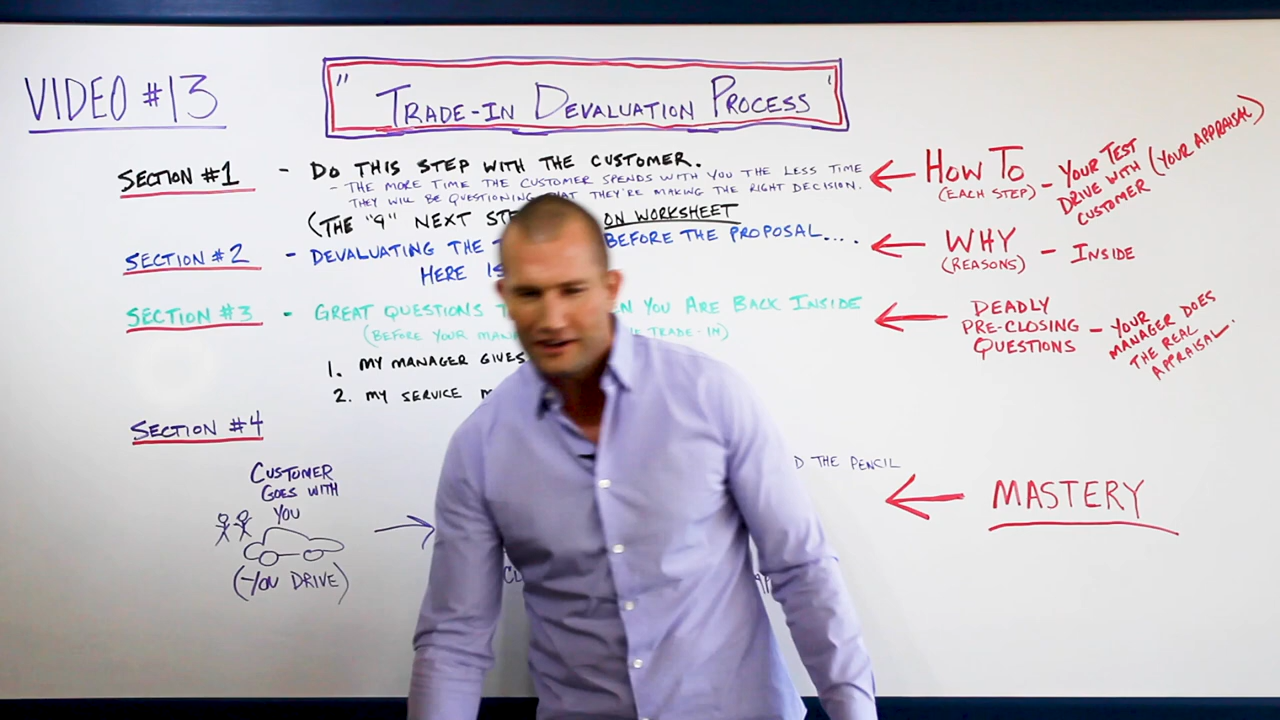 VIDEO #13
" TRADE-IN DEVALUATION PROCESS '
SECTION #1 - DO THIS STEP WITH THE CUSTOMER.
- THE MORE TIME THE CUSTOMER SPENDS WITH YOU THE LESS TIME
THEY WILL BE QUESTIONING THAT THEY'RE MAKING THE RIGHT DECISION.
(THE "9" NEXT ON WORKSHEET
HOW TO
(EACH STEP) - YOUR TEST DRIVE WITH CUSTOMER (YOUR APPRAISAL)
SECTION #2 - DEVALUATING THE BEFORE THE PROPOSAL....
HERE
WHY
(REASONS) - INSIDE
SECTION #3 - GREAT QUESTIONS YOU ARE BACK INSIDE
(BEFORE YOUR TRADE-IN)
1. MY MANAGER GIVES
2. MY SERVICE
DEADLY
PRE-CLOSING
QUESTIONS - YOUR MANAGER DOES THE REAL APPRAISAL.
SECTION #4
CUSTOMER
GOES WITH
YOU
(YOU DRIVE)
THE PENCIL
MASTERY